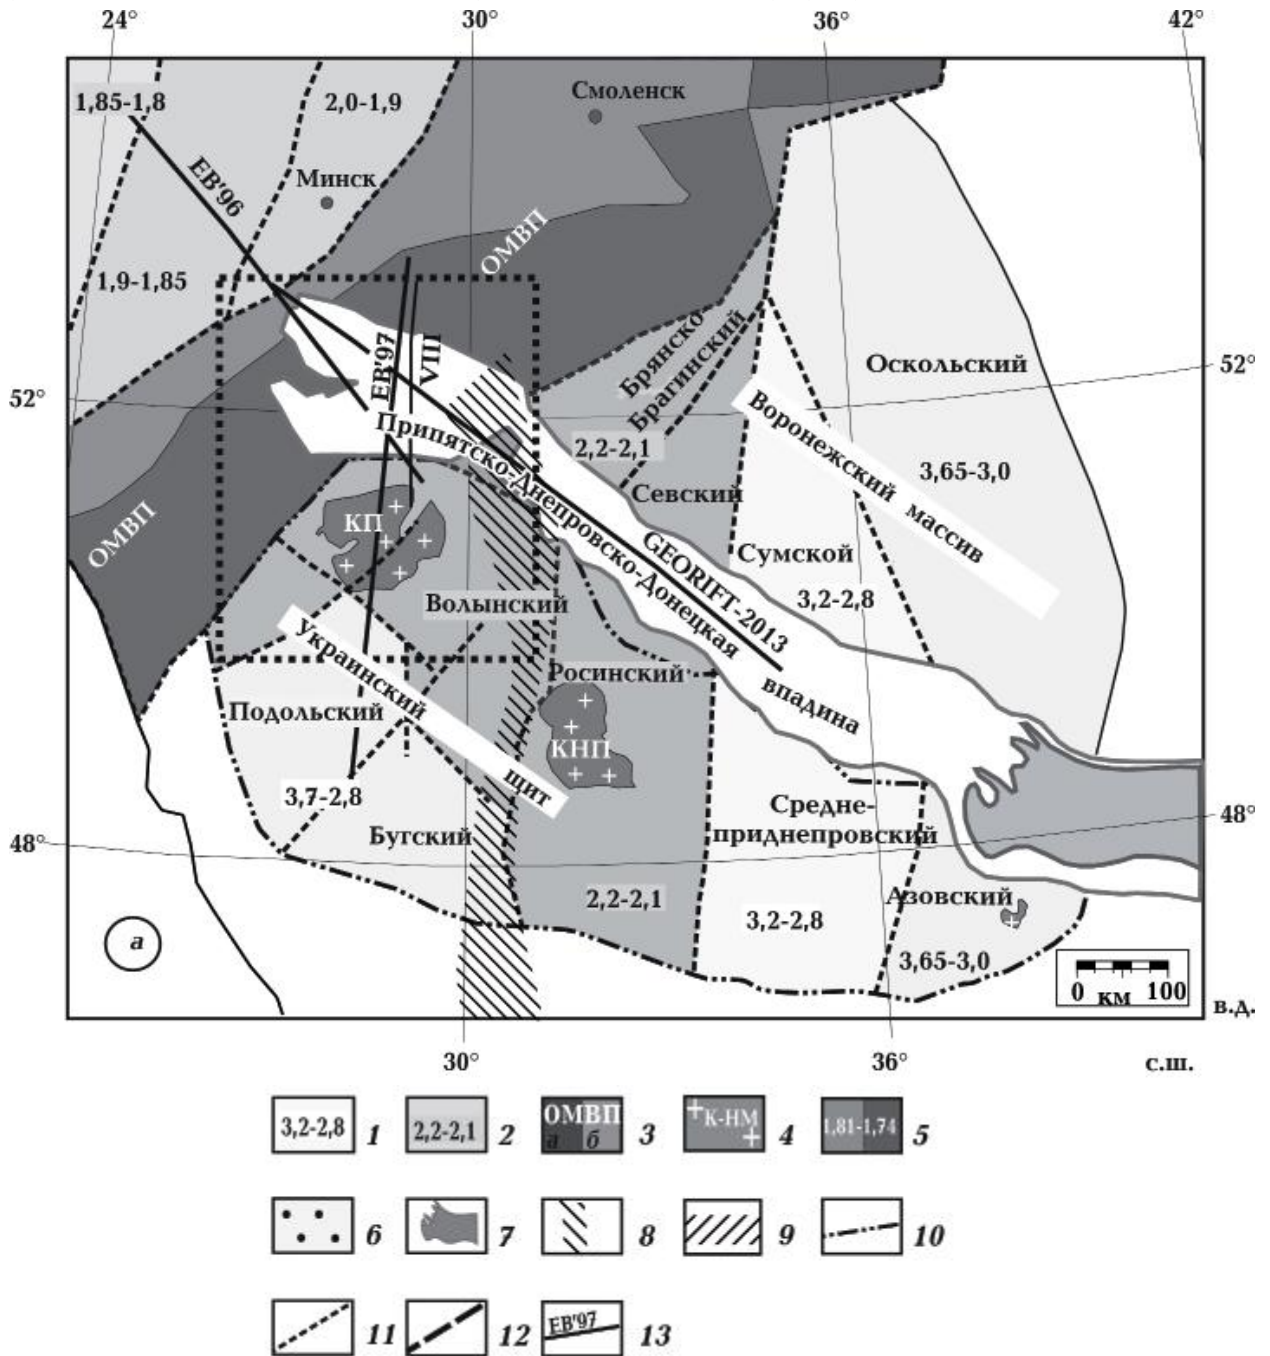 24°
30°
36°
42°
1,85-1,8
2,0-1,9
Смоленск
ЕВ'96
Минск
ОМВП
1,9-1,85
ЕВ'97
VIII
Брянско
Брагинский
Оскольский
52°
52°
Припятско-Днепровско-Донецкая
впадина
2,2-2,1
Воронежский массив
3,65-3,0
Севский
ОМВП
КП
GEORIFT-2013
Сумской
3,2-2,8
Волынский
Украинский
щит
Росинский
Подольский
КНП
3,7-2,8
Средне-
приднепровский
48°
48°
Бугский
2,2-2,1
Азовский
3,2-2,8
3,65-3,0
а
0 км 100
в.д.
30°
36°
с.ш.
3,2-2,8 1
2,2-2,1 2
ОМВП
а б 3
К-НМ 4
1,81-1,74 5
6
7
8
9
10
11
12
ЕВ'97 13